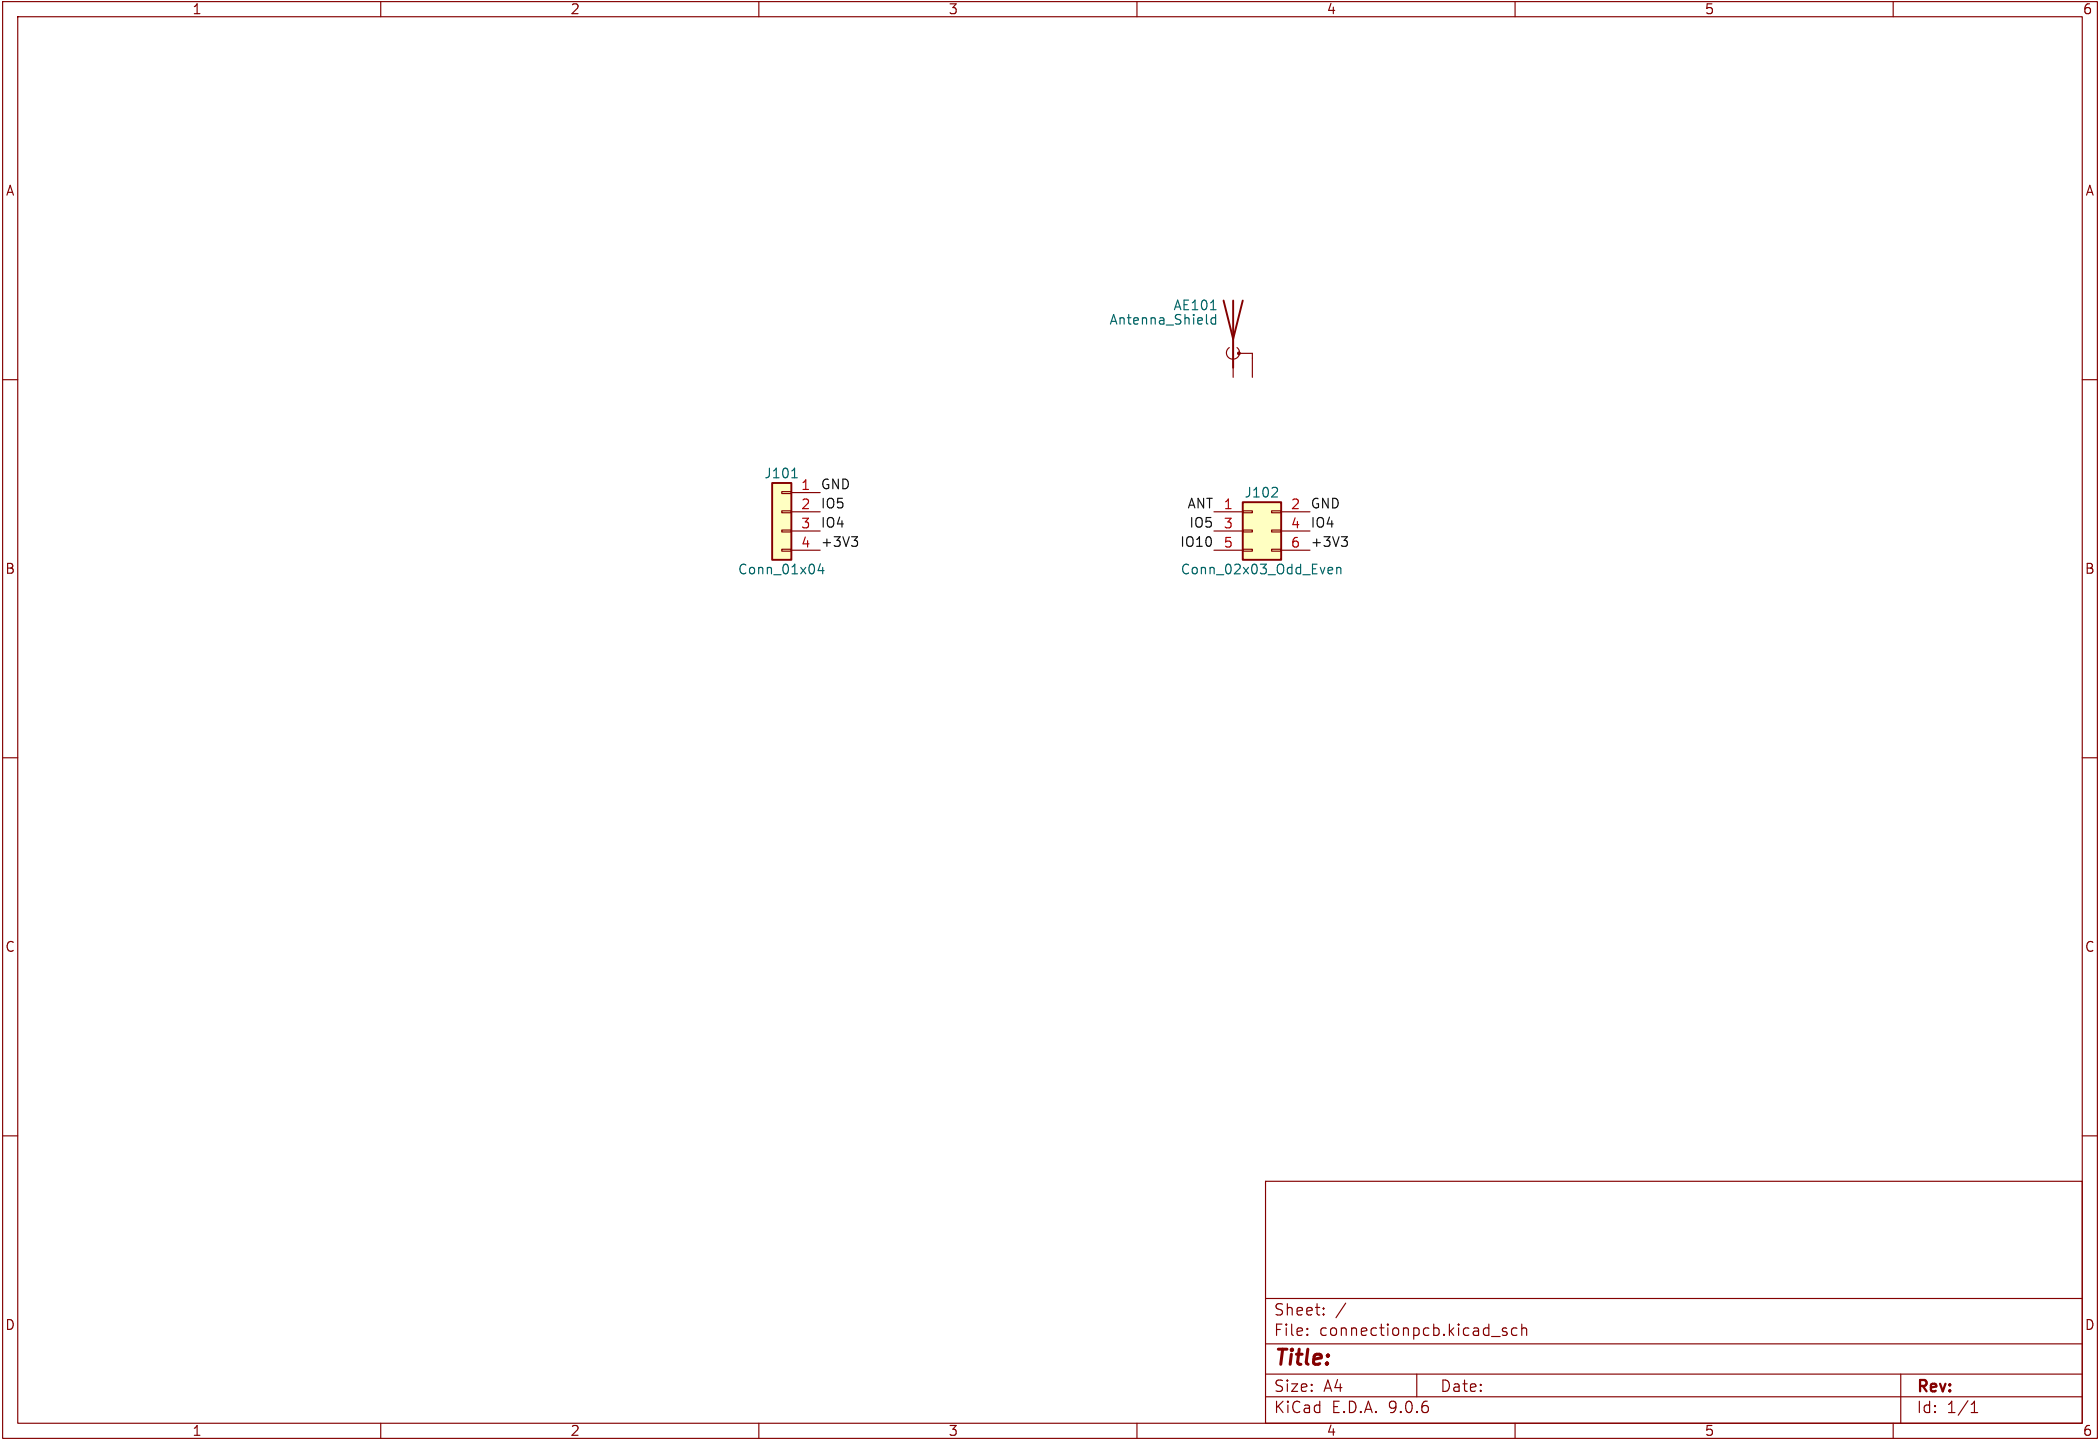 1 2 3 4 5 6
A A
AE101
Antenna_Shield
J101
1 GND
2 IO5
3 IO4
4 +3V3
Conn_01x04
J102
ANT 1 2 GND
IO5 3 4 IO4
IO10 5 6 +3V3
Conn_02x03_Odd_Even
B B
C C
D D
Sheet: /
File: connectionpcb.kicad_sch
Title:
Size: A4 Date: Rev:
KiCad E.D.A. 9.0.6 Id: 1/1
1 2 3 4 5 6